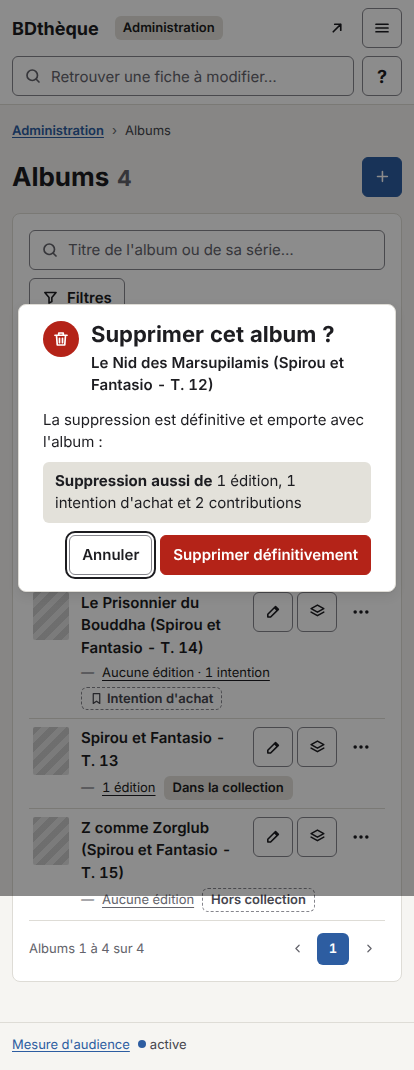 BDthèque Administration
Retrouver une fiche à modifier...
?
Administration › Albums
Albums 4
+
Titre de l'album ou de sa série...
Filtres
Supprimer cet album ?
Le Nid des Marsupilamis (Spirou et
Fantasio - T. 12)
La suppression est définitive et emporte avec
l'album :
Suppression aussi de 1 édition, 1
intention d'achat et 2 contributions
Annuler Supprimer définitivement
Le Prisonnier du
Bouddha (Spirou et
Fantasio - T. 14)
— Aucune édition · 1 intention
Intention d'achat
Spirou et Fantasio -
T. 13
— 1 édition Dans la collection
Z comme Zorglub
(Spirou et Fantasio -
T. 15)
— Aucune édition Hors collection
Albums 1 à 4 sur 4 ‹ 1 ›
Mesure d'audience active